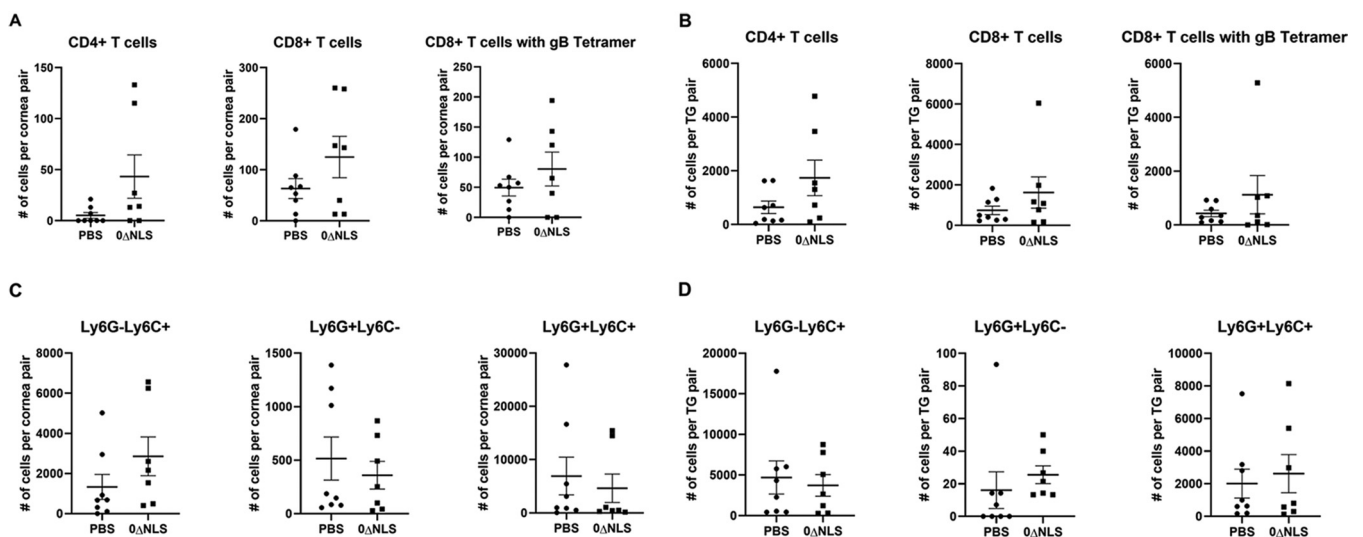 A
CD4+ T cells
# of cells per cornea pair
150
100
50
0
PBS
0ΔNLS
CD8+ T cells
# of cells per cornea pair
300
200
100
0
PBS
0ΔNLS
CD8+ T cells with gB Tetramer
# of cells per cornea pair
250
200
150
100
50
0
PBS
0ΔNLS
B
CD4+ T cells
# of cells per TG pair
6000
4000
2000
0
PBS
0ΔNLS
CD8+ T cells
# of cells per TG pair
8000
6000
4000
2000
0
PBS
0ΔNLS
CD8+ T cells with gB Tetramer
# of cells per TG pair
6000
4000
2000
0
PBS
0ΔNLS
C
Ly6G-Ly6C+
# of cells per cornea pair
8000
6000
4000
2000
0
PBS
0ΔNLS
Ly6G+Ly6C-
# of cells per cornea pair
1500
1000
500
0
PBS
0ΔNLS
Ly6G+Ly6C+
# of cells per cornea pair
30000
20000
10000
0
PBS
0ΔNLS
D
Ly6G-Ly6C+
# of cells per TG pair
20000
15000
10000
5000
0
PBS
0ΔNLS
Ly6G+Ly6C-
# of cells per TG pair
100
80
60
40
20
0
PBS
0ΔNLS
Ly6G+Ly6C+
# of cells per TG pair
10000
8000
6000
4000
2000
0
PBS
0ΔNLS